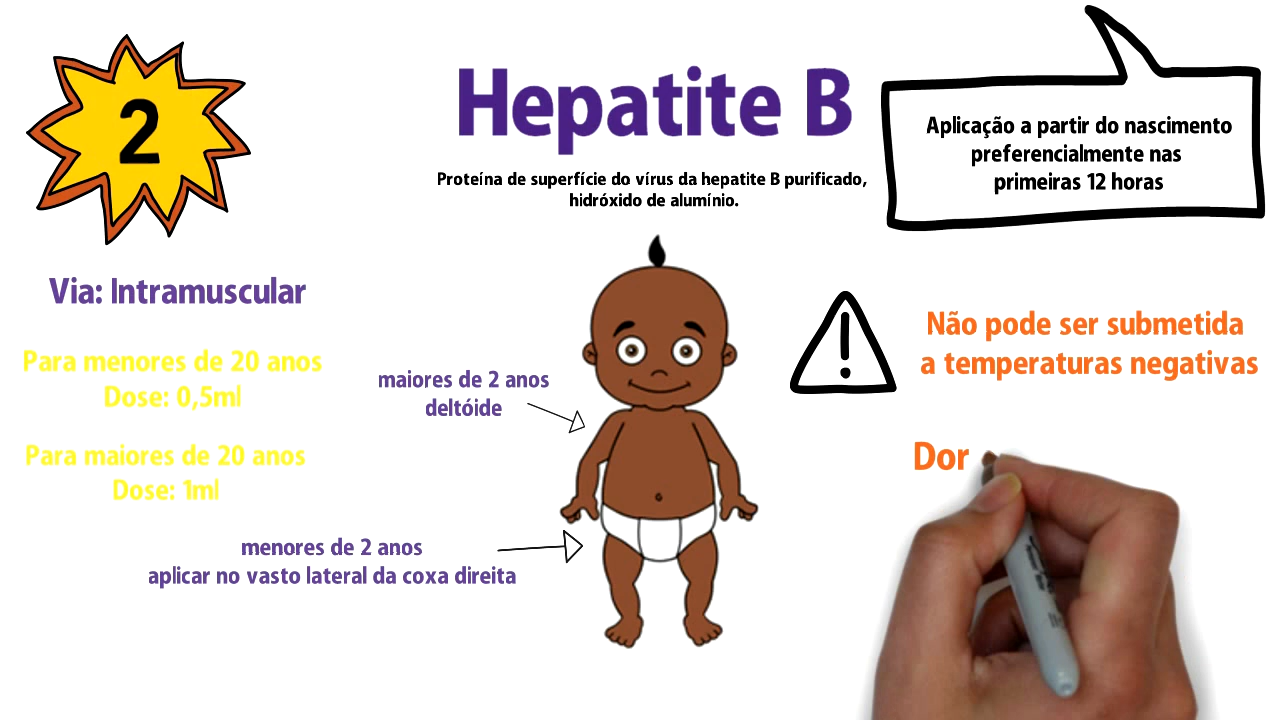 2
Hepatite B
Proteína de superfície do vírus da hepatite B purificado,
hidróxido de alumínio.
Aplicação a partir do nascimento
preferencialmente nas
primeiras 12 horas
Via: Intramuscular
Para menores de 20 anos
Dose: 0,5ml
Para maiores de 20 anos
Dose: 1ml
maiores de 2 anos
deltóide
menores de 2 anos
aplicar no vasto lateral da coxa direita
Não pode ser submetida
a temperaturas negativas
Dor